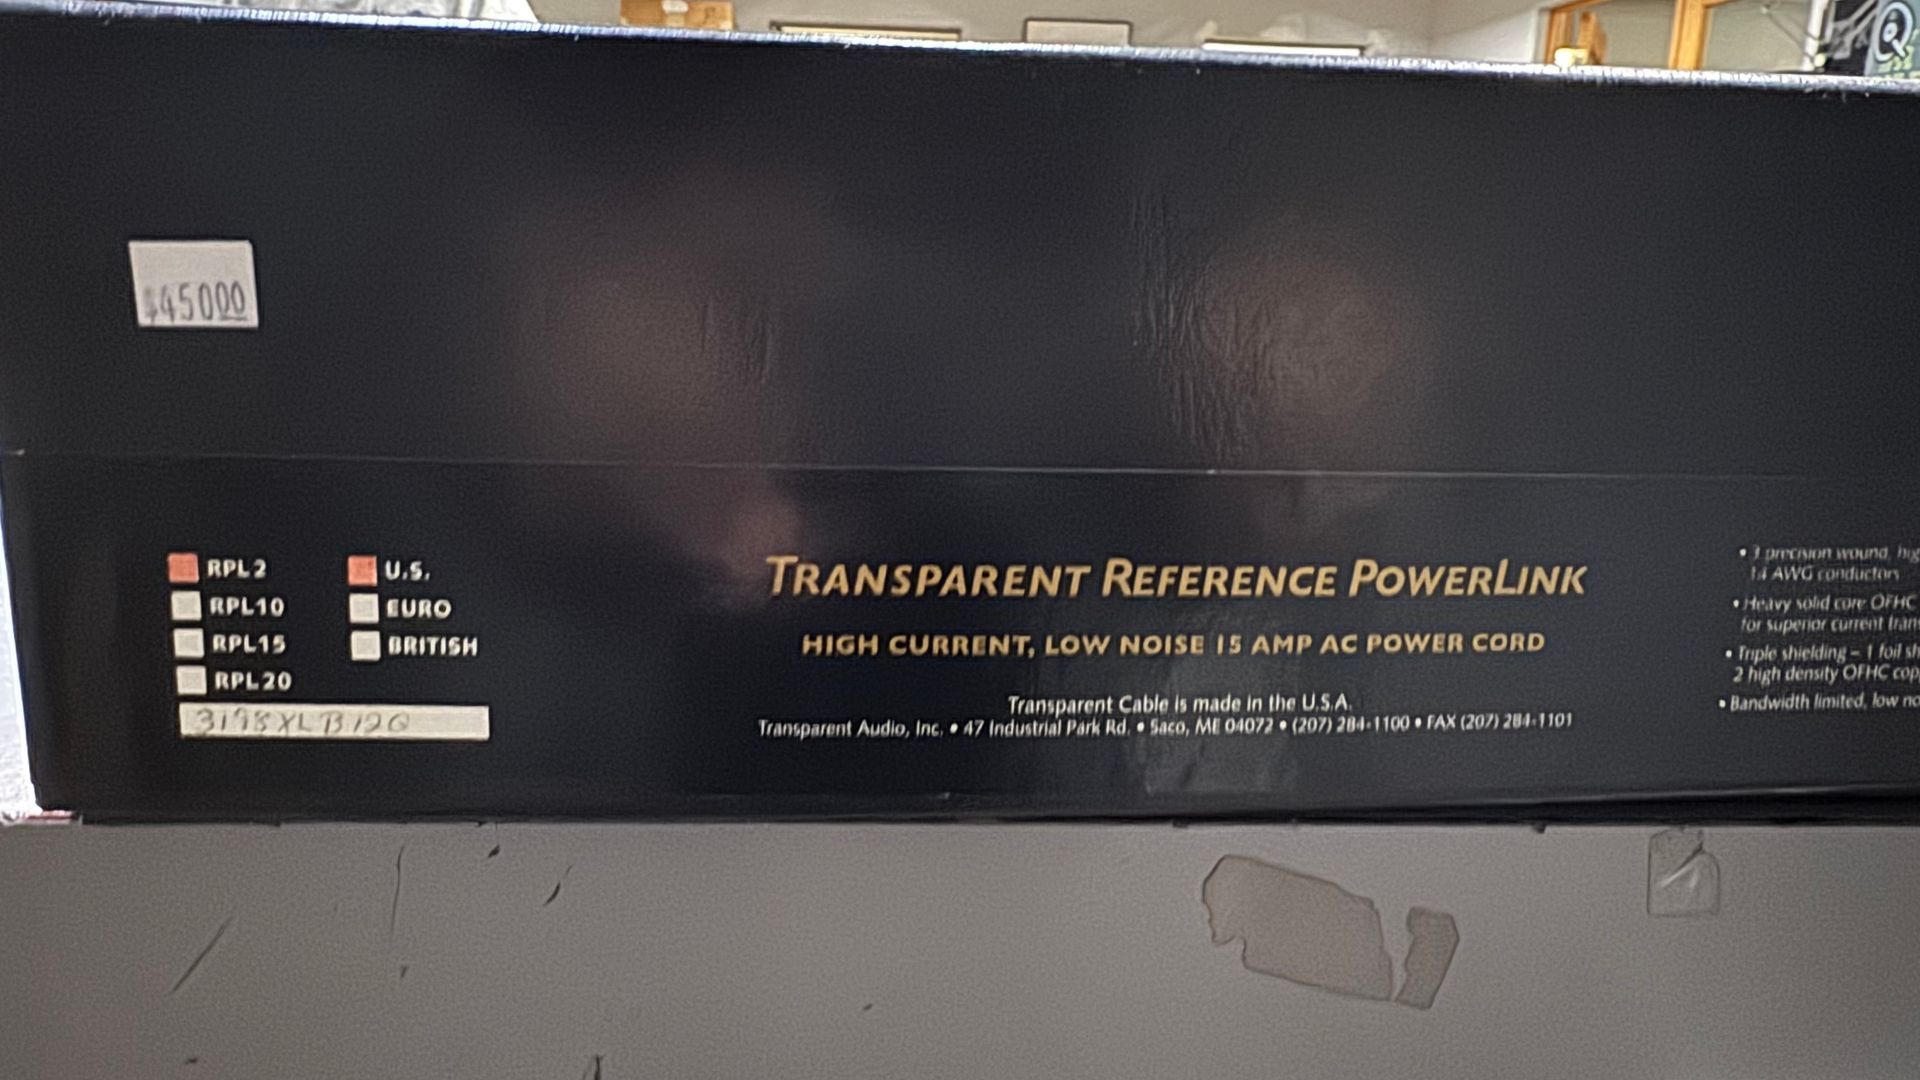 $450.00
RPL2
RPL10
RPL15
RPL20
U.S.
EURO
BRITISH
TRANSPARENT REFERENCE POWERLINK
HIGH CURRENT, LOW NOISE 15 AMP AC POWER CORD
Transparent Cable is made in the U.S.A.
Transparent Audio, Inc. • 47 Industrial Park Rd. • Saco, ME 04072 • (207) 284-1100 • FAX (207) 284-1101
• 3 precision wound,
14 AWG conductors
• Heavy solid core OFHC
for superior current
• Triple shielding – 1 foil
2 high density OFHC
• Bandwidth limited, low